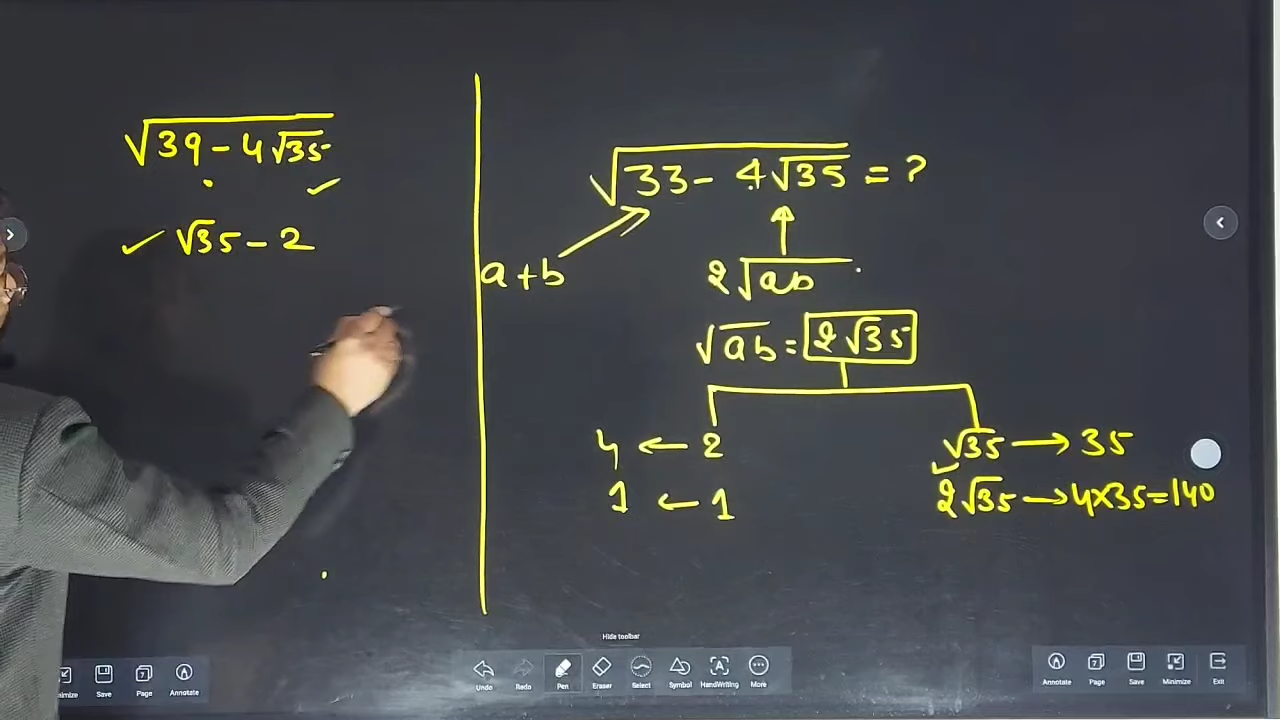 √39 - 4√35
√35 - 2
√33 - 4√35 = ?
a + b
2√ab
√ab = 2√35
4 ← 2
√35 → 35
1 ← 1
2√35 → 4×35=140
Hide toolbar
Save
Page
Annotate
Undo
Redo
Pen
Eraser
Select
Symbol
HandWriting
More
Annotate
Page
Save
Minimize
Exit